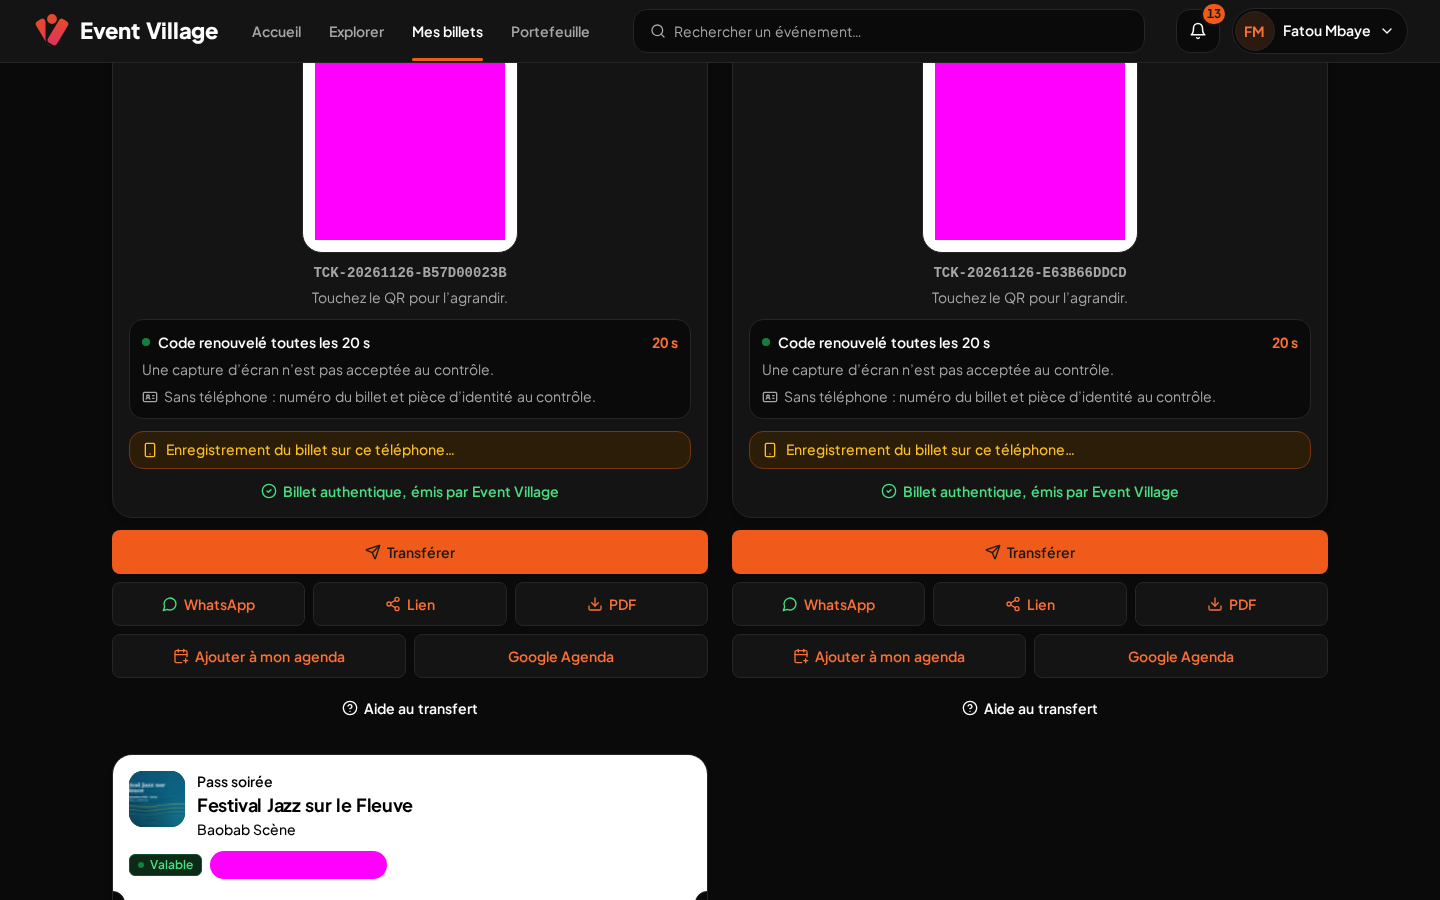 Event Village
Accueil
Explorer
Mes billets
Portefeuille
Rechercher un événement…
13
FM
Fatou Mbaye
TCK-20261126-B57D00023B
Touchez le QR pour l’agrandir.
Code renouvelé toutes les 20 s
20 s
Une capture d’écran n’est pas acceptée au contrôle.
Sans téléphone : numéro du billet et pièce d’identité au contrôle.
Enregistrement du billet sur ce téléphone…
Billet authentique, émis par Event Village
Transférer
WhatsApp
Lien
PDF
Ajouter à mon agenda
Google Agenda
Aide au transfert
TCK-20261126-E63B66DDCD
Touchez le QR pour l’agrandir.
Code renouvelé toutes les 20 s
20 s
Une capture d’écran n’est pas acceptée au contrôle.
Sans téléphone : numéro du billet et pièce d’identité au contrôle.
Enregistrement du billet sur ce téléphone…
Billet authentique, émis par Event Village
Transférer
WhatsApp
Lien
PDF
Ajouter à mon agenda
Google Agenda
Aide au transfert
Pass soirée
Festival Jazz sur le Fleuve
Baobab Scène
Valable